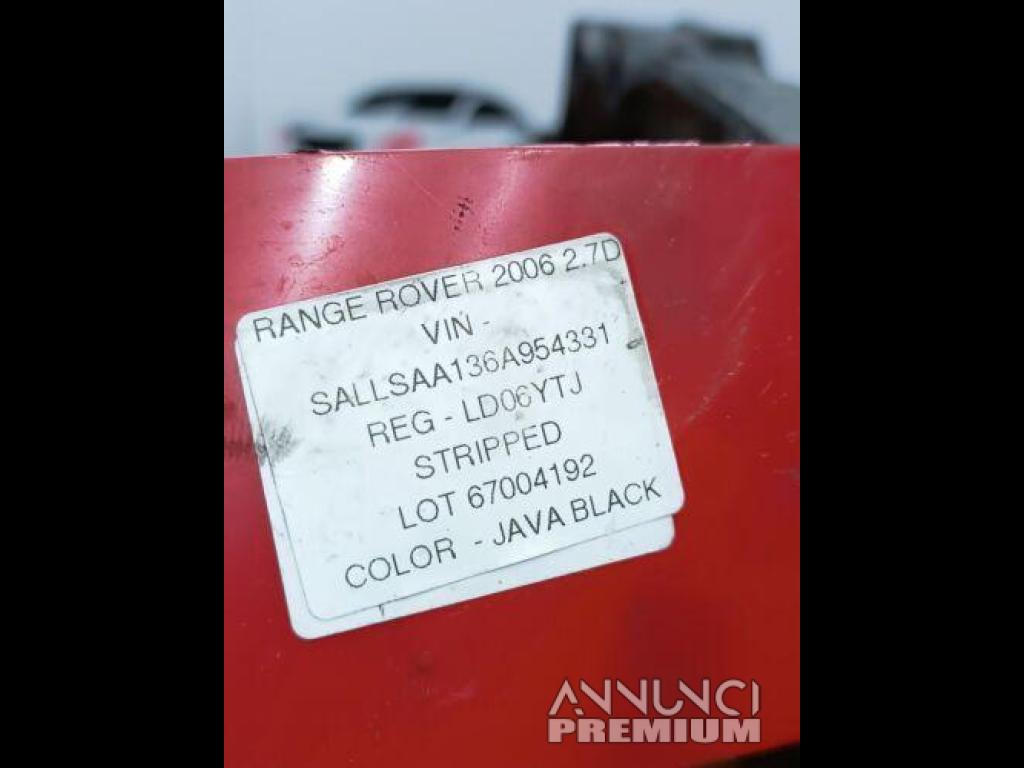 RANGE ROVER 2006 2.7D
VIN -
SALLSAA136A954331
REG - LD06YTJ
STRIPPED
LOT 67004192
COLOR - JAVA BLACK
ANNUNCI
PREMIUM